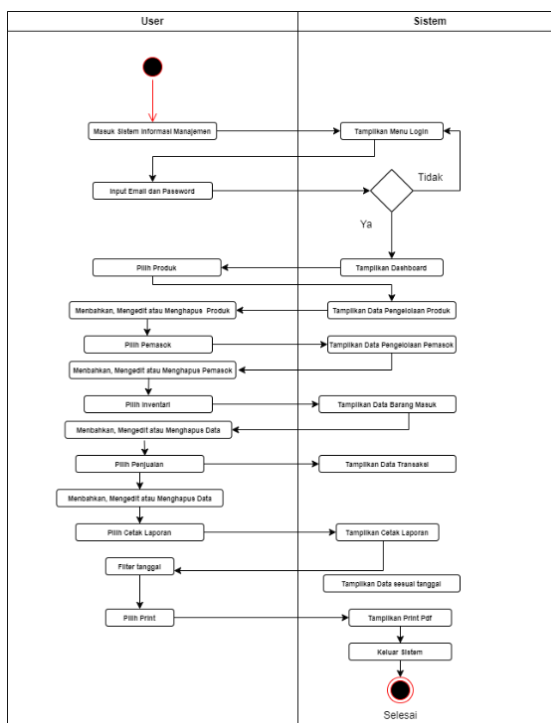 User
Sistem
Masuk Sistem Informasi Manajemen
Tampilkan Menu Login
Input Email dan Password
Tidak
Ya
Pilih Produk
Tampilkan Dashboard
Menbahkan, Mengedit atau Menghapus Produk
Tampilkan Data Pengelolaan Produk
Pilih Pemasok
Tampilkan Data Pengelolaan Pemasok
Menbahkan, Mengedit atau Menghapus Pemasok
Pilih Inventari
Tampilkan Data Barang Masuk
Menbahkan, Mengedit atau Menghapus Data
Pilih Penjualan
Tampilkan Data Transaksi
Menbahkan, Mengedit atau Menghapus Data
Pilih Cetak Laporan
Tampilkan Cetak Laporan
Filter tanggal
Tampilkan Data sesuai tanggal
Pilih Print
Tampilkan Print Pdf
Keluar Sistem
Selesai